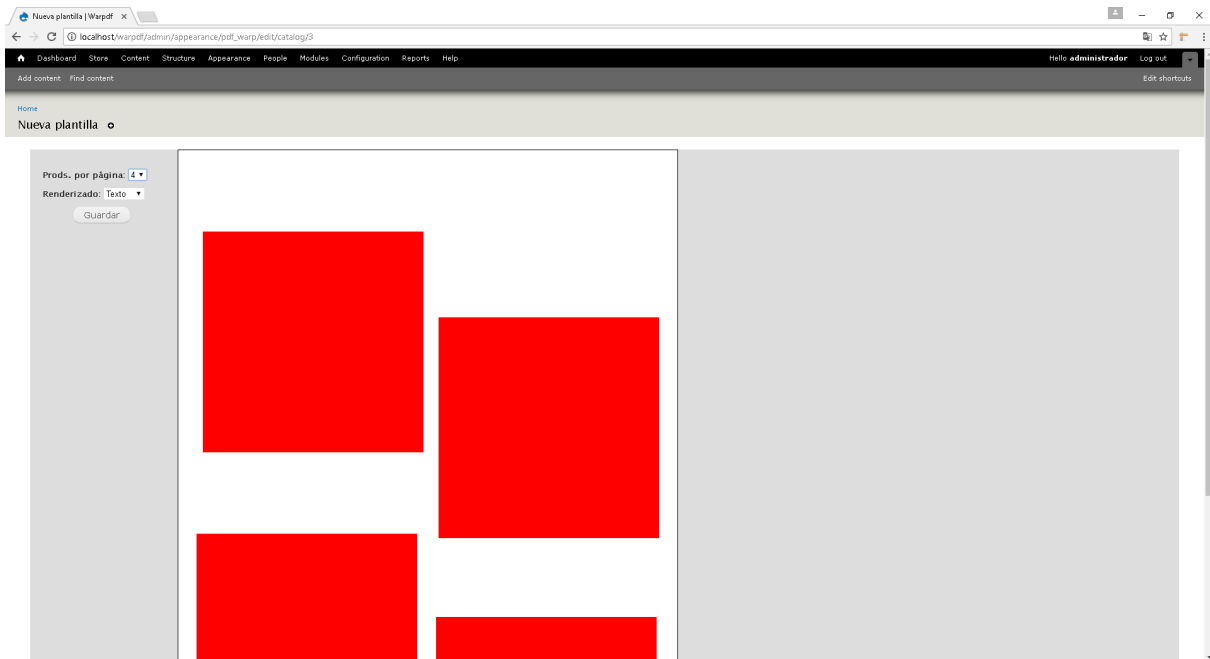 Nueva plantilla | Warpdf
localhost/warpdf/admin/appearance/pdf_warp/edit/catalog/3
Dashboard Store Content Structure Appearance People Modules Configuration Reports Help Hello administrador Log out
Add content Find content Edit shortcuts
Home
Nueva plantilla
Prods. por página: 4
Renderizado: Texto
Guardar